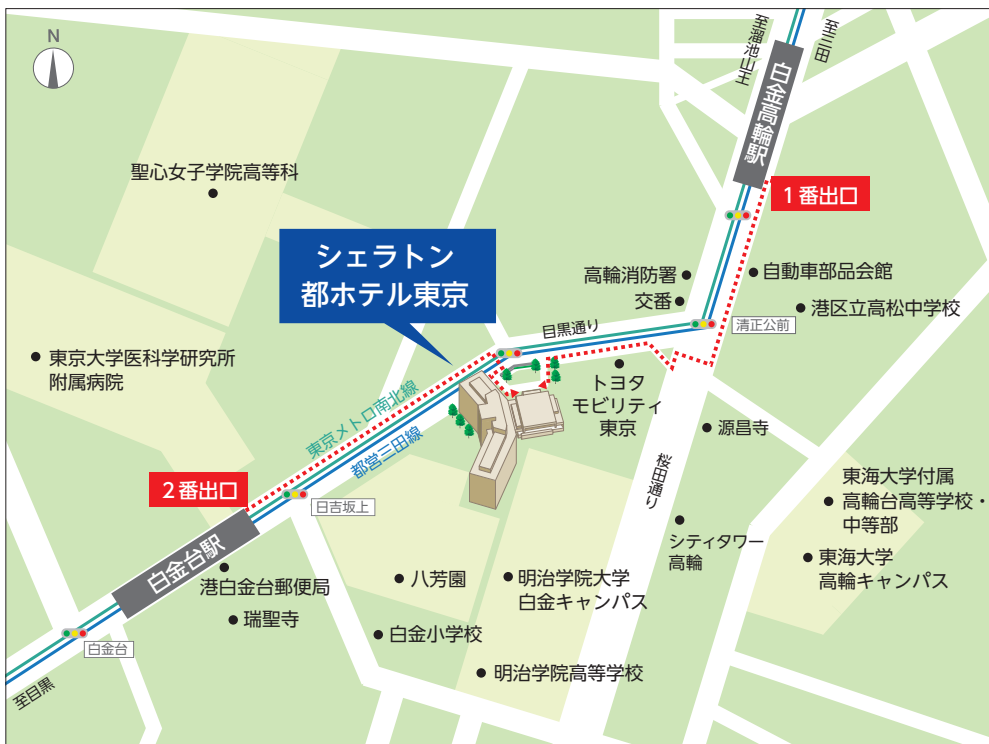 N
至溜池山王
至三田
白金高輪駅
1番出口
聖心女子学院高等科
シェラトン
都ホテル東京
高輪消防署
交番
自動車部品会館
港区立高松中学校
清正公前
目黒通り
東京大学医科学研究所
附属病院
トヨタ
モビリティ
東京
東京メトロ南北線
都営三田線
源昌寺
桜田通り
2番出口
日吉坂上
東海大学付属
高輪台高等学校・
中等部
シティタワー
高輪
東海大学
高輪キャンパス
白金台駅
港白金台郵便局
瑞聖寺
八芳園
明治学院大学
白金キャンパス
白金小学校
白金台
明治学院高等学校
至目黒